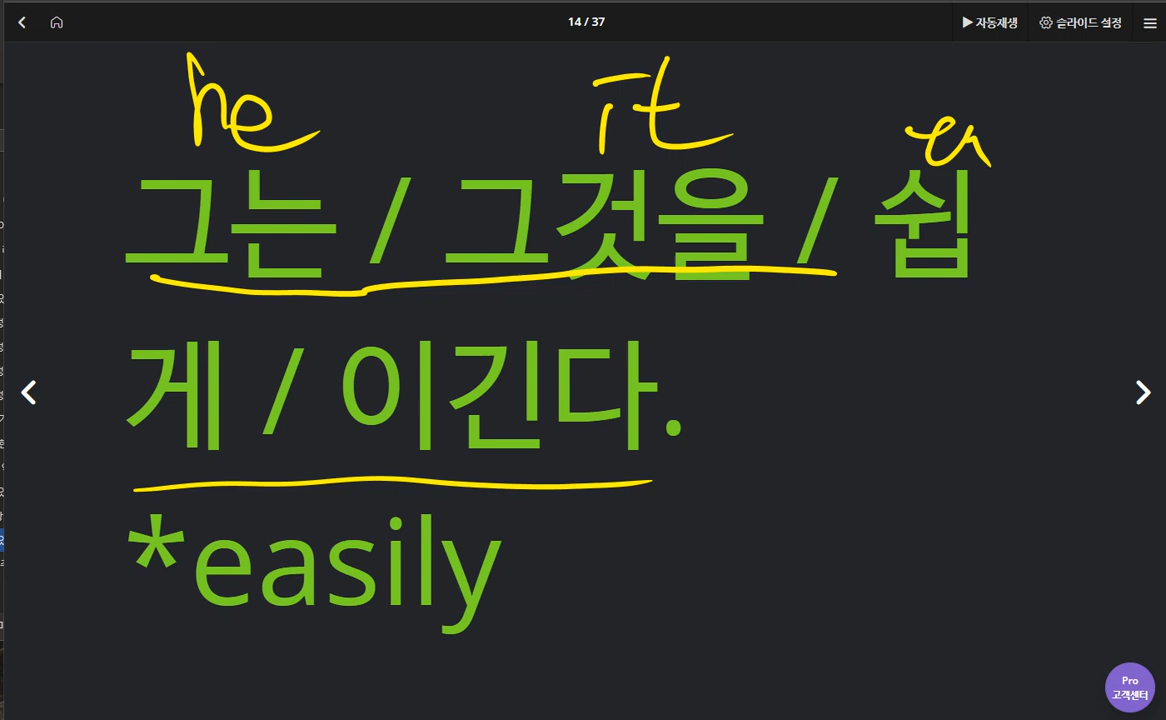 14 / 37
▶ 자동재생
슬라이드 설정
he it ea
그는 / 그것을 / 쉽
게 / 이긴다.
*easily
Pro
고객센터